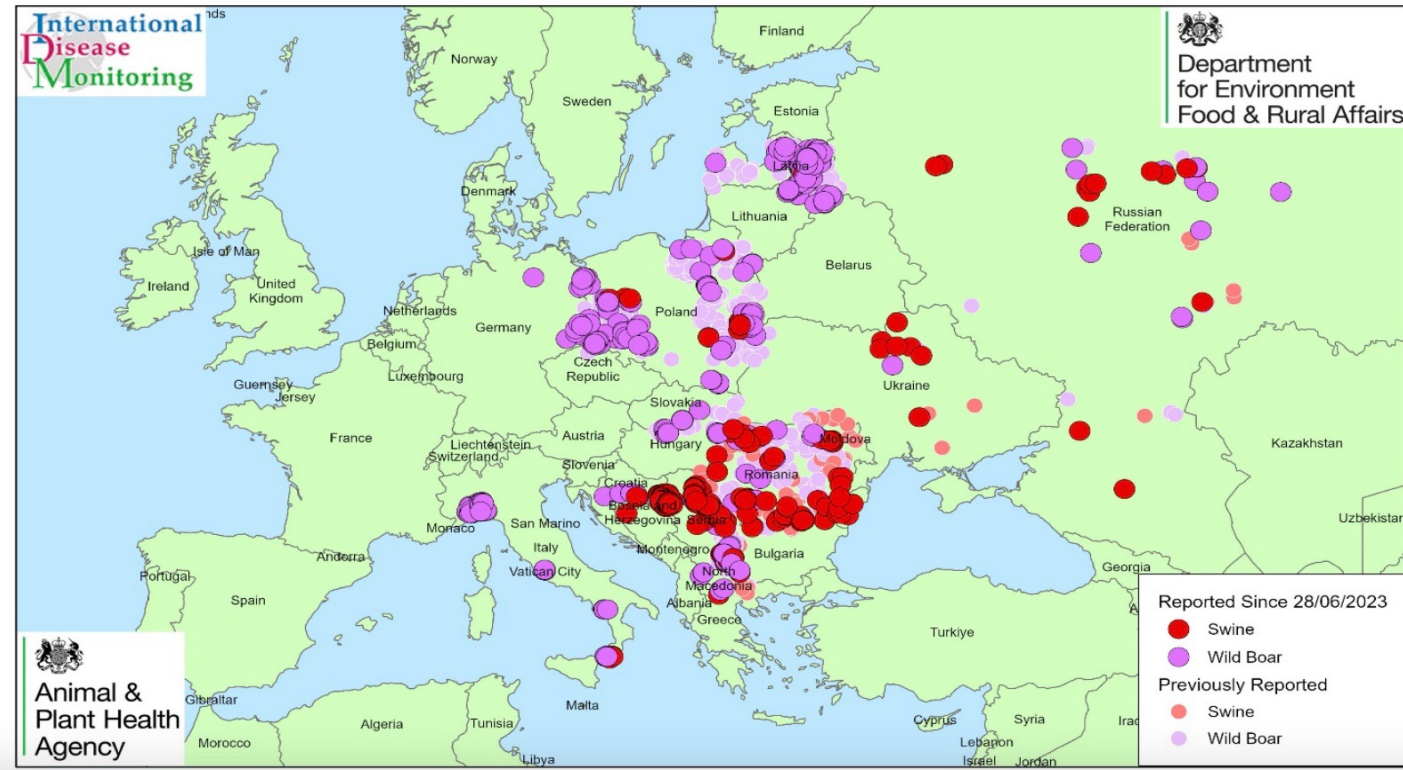 International
Disease
Monitoring
nds
Norway
Finland
Sweden
Estonia
Department
for Environment
Food & Rural Affairs
Latvia
Denmark
Lithuania
Russian
Federation
Isle of Man
Ireland
United
Kingdom
Belarus
Netherlands
Germany
Poland
Belgium
Luxembourg
Czech
Republic
Guernsey
Jersey
Ukraine
Slovakia
France
Liechtenstein
Switzerland
Austria
Hungary
Moldova
Kazakhstan
Slovenia
Romania
Croatia
Bosnia and
Herzegovina
Serbia
Monaco
San Marino
Uzbekistan
Andorra
Italy
Montenegro
Bulgaria
Portugal
Vatican City
North
Macedonia
Georgia
Spain
Albania
Greece
A
Turkiye
Reported Since 28/06/2023
Swine
Wild Boar
Previously Reported
Swine
Wild Boar
Animal &
Plant Health
Agency
Gibraltar
Malta
Algeria
Tunisia
Cyprus
Syria
Irac
Morocco
Lebanon
Libya
Israel
Jordan